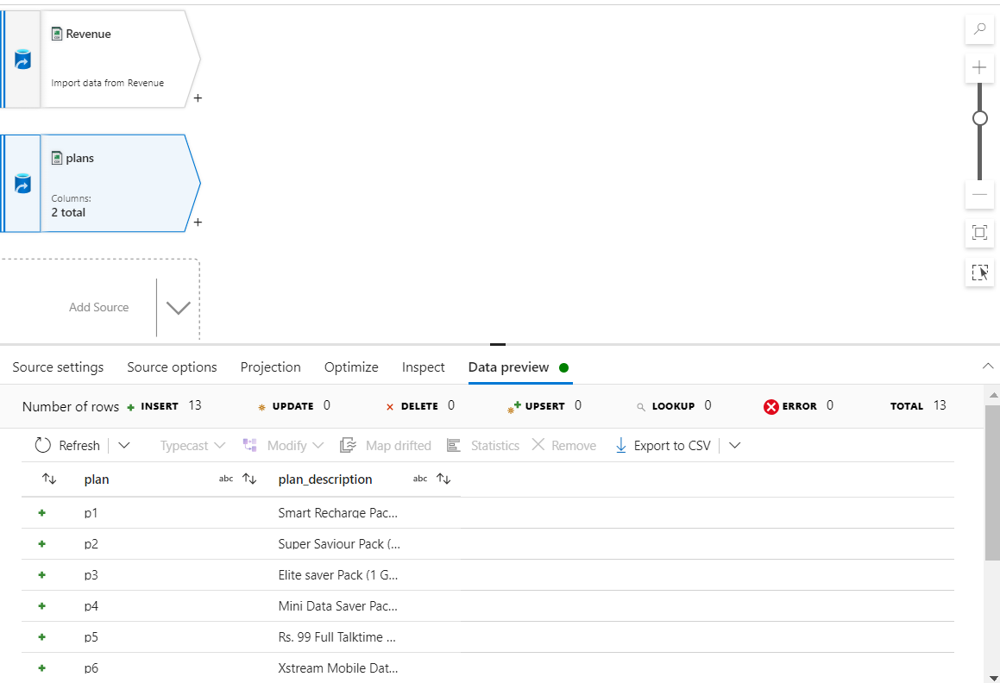 Revenue
Import data from Revenue
+
plans
Columns:
2 total
+
Add Source
Source settings Source options Projection Optimize Inspect Data preview
Number of rows + INSERT 13 UPDATE 0 DELETE 0 UPSERT 0 LOOKUP 0 ERROR 0 TOTAL 13
Refresh Typecast Modify Map drifted Statistics Remove Export to CSV
plan abc plan_description abc
p1 Smart Recharge Pac...
p2 Super Saviour Pack (...
p3 Elite saver Pack (1 G...
p4 Mini Data Saver Pac...
p5 Rs. 99 Full Talktime ...
p6 Xstream Mobile Dat...